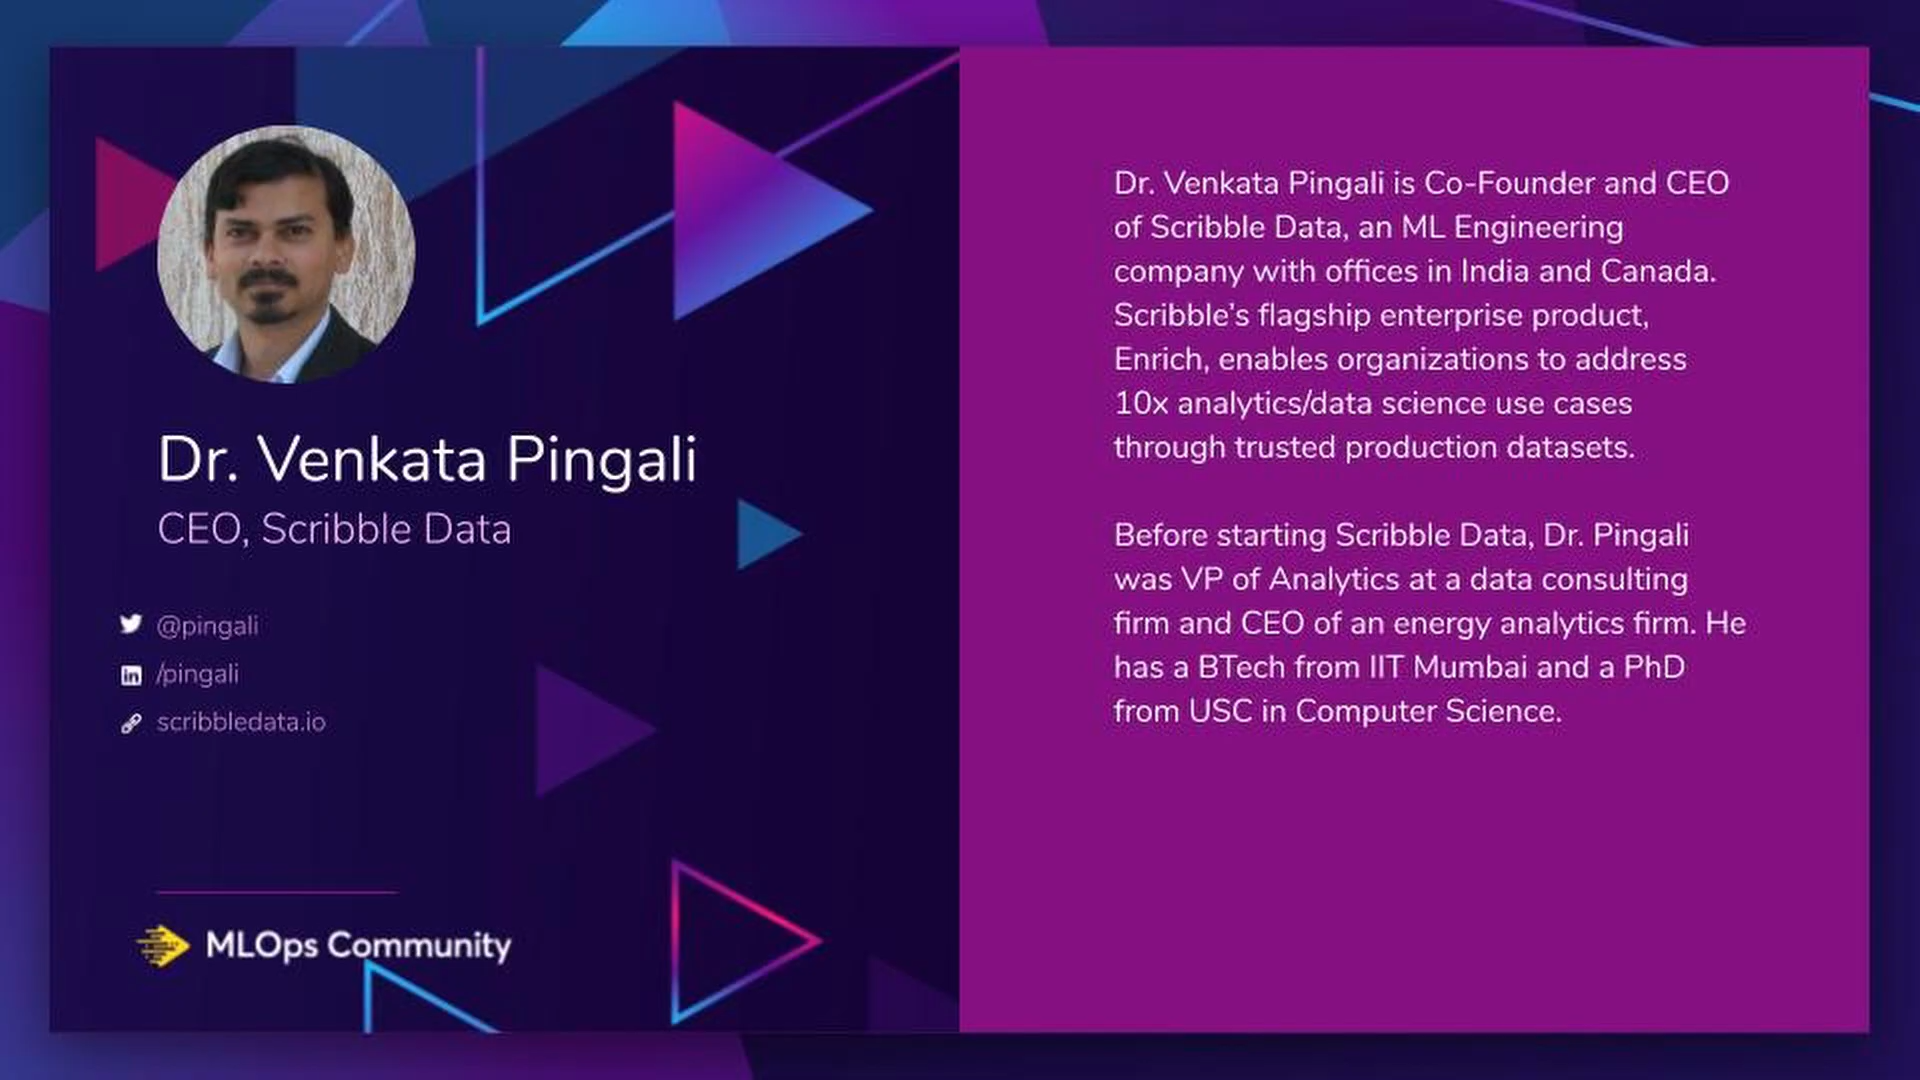 Dr. Venkata Pingali
CEO, Scribble Data
@pingali
in /pingali
scribbledata.io
MLOps Community
Dr. Venkata Pingali is Co-Founder and CEO
of Scribble Data, an ML Engineering
company with offices in India and Canada.
Scribble’s flagship enterprise product,
Enrich, enables organizations to address
10x analytics/data science use cases
through trusted production datasets.
Before starting Scribble Data, Dr. Pingali
was VP of Analytics at a data consulting
firm and CEO of an energy analytics firm. He
has a BTech from IIT Mumbai and a PhD
from USC in Computer Science.